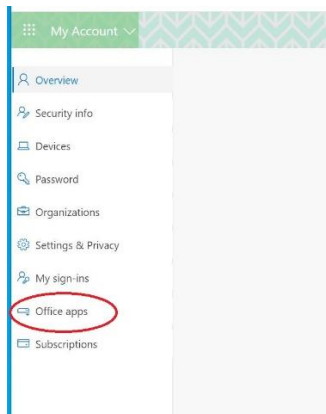 My Account
Overview
Security info
Devices
Password
Organizations
Settings & Privacy
My sign-ins
Office apps
Subscriptions